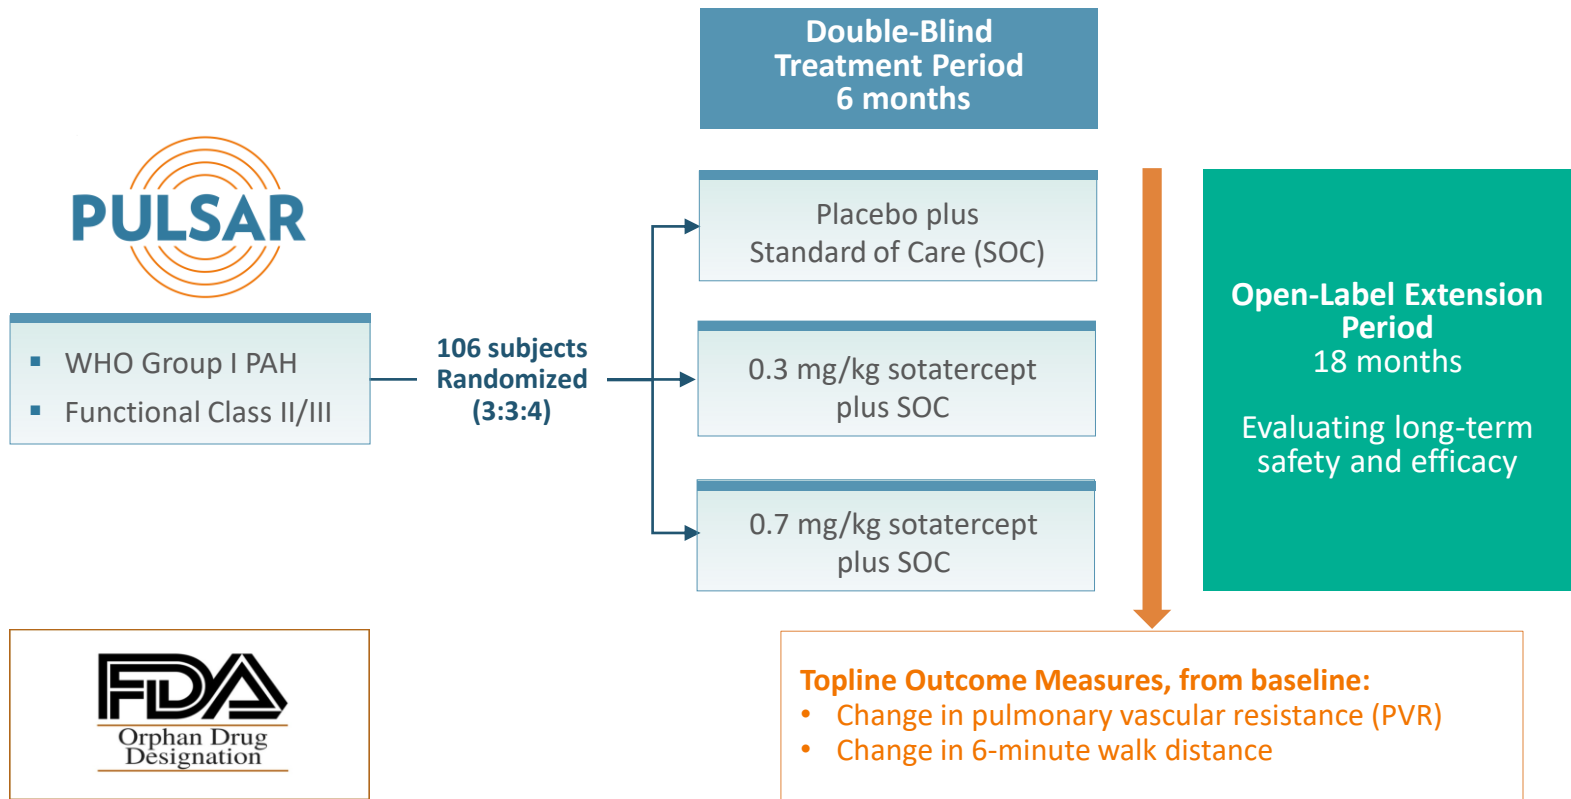 Double-Blind
Treatment Period
6 months
PULSAR
▪ WHO Group I PAH
▪ Functional Class II/III
106 subjects
Randomized
(3:3:4)
Placebo plus
Standard of Care (SOC)
0.3 mg/kg sotatercept
plus SOC
0.7 mg/kg sotatercept
plus SOC
Open-Label Extension
Period
18 months
Evaluating long-term
safety and efficacy
FDA
Orphan Drug
Designation
Topline Outcome Measures, from baseline:
• Change in pulmonary vascular resistance (PVR)
• Change in 6-minute walk distance